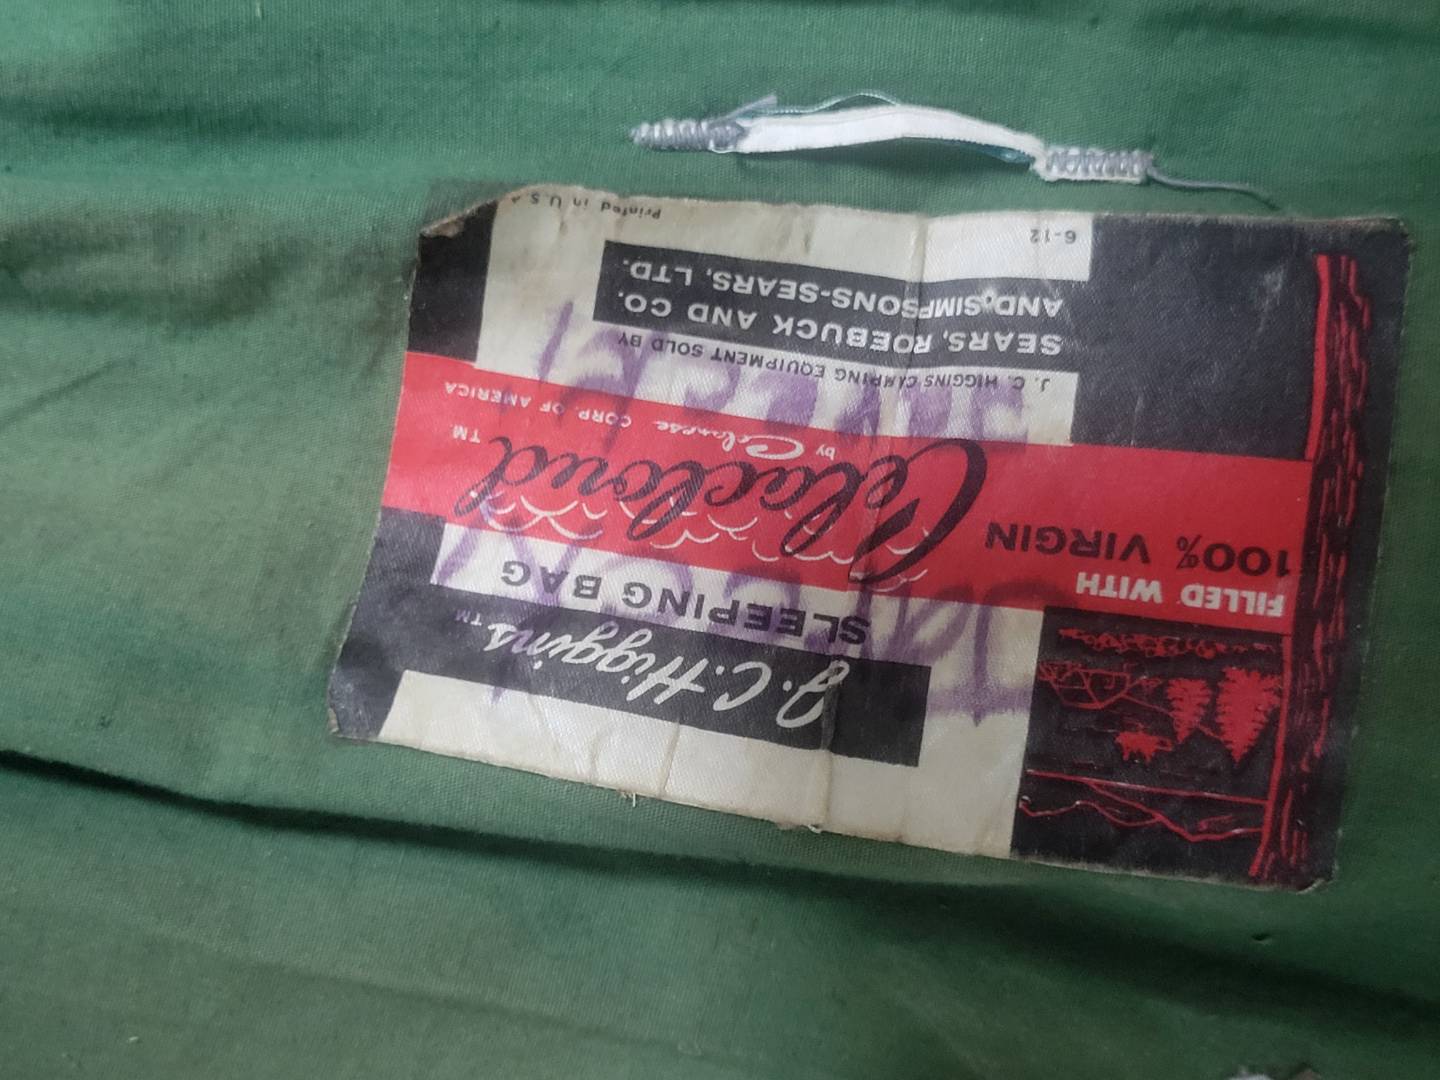 J.C. Higgins TM
SLEEPING BAG
FILLED WITH
100% VIRGIN Celacloud TM
by Celanese CORP. OF AMERICA
J. C. HIGGINS CAMPING EQUIPMENT SOLD BY
SEARS, ROEBUCK AND CO.
AND SIMPSONS-SEARS, LTD.
6-12
Printed in U S A